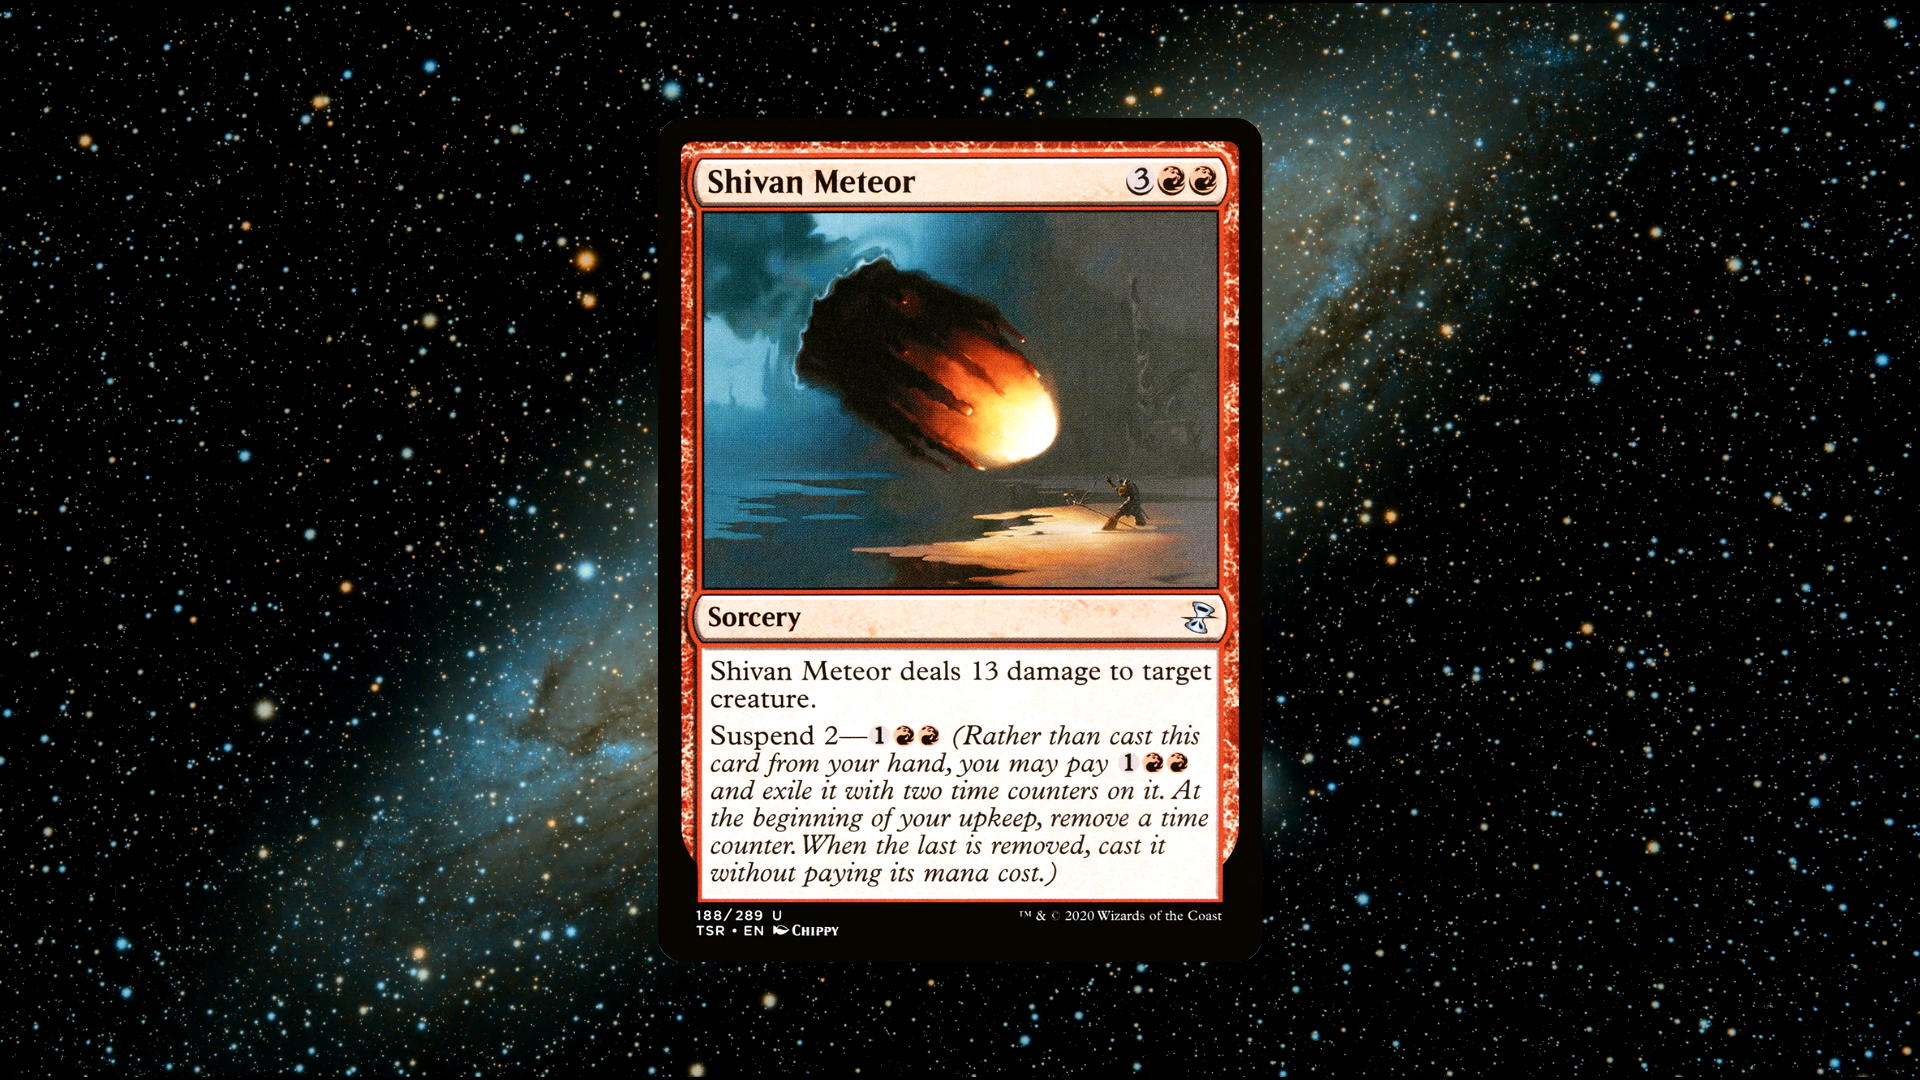 Shivan Meteor 3
Sorcery
Shivan Meteor deals 13 damage to target
creature.
Suspend 2—1 (Rather than cast this
card from your hand, you may pay 1
and exile it with two time counters on it. At
the beginning of your upkeep, remove a time
counter. When the last is removed, cast it
without paying its mana cost.)
188/289 U
™ & © 2020 Wizards of the Coast
TSR • EN Chippy